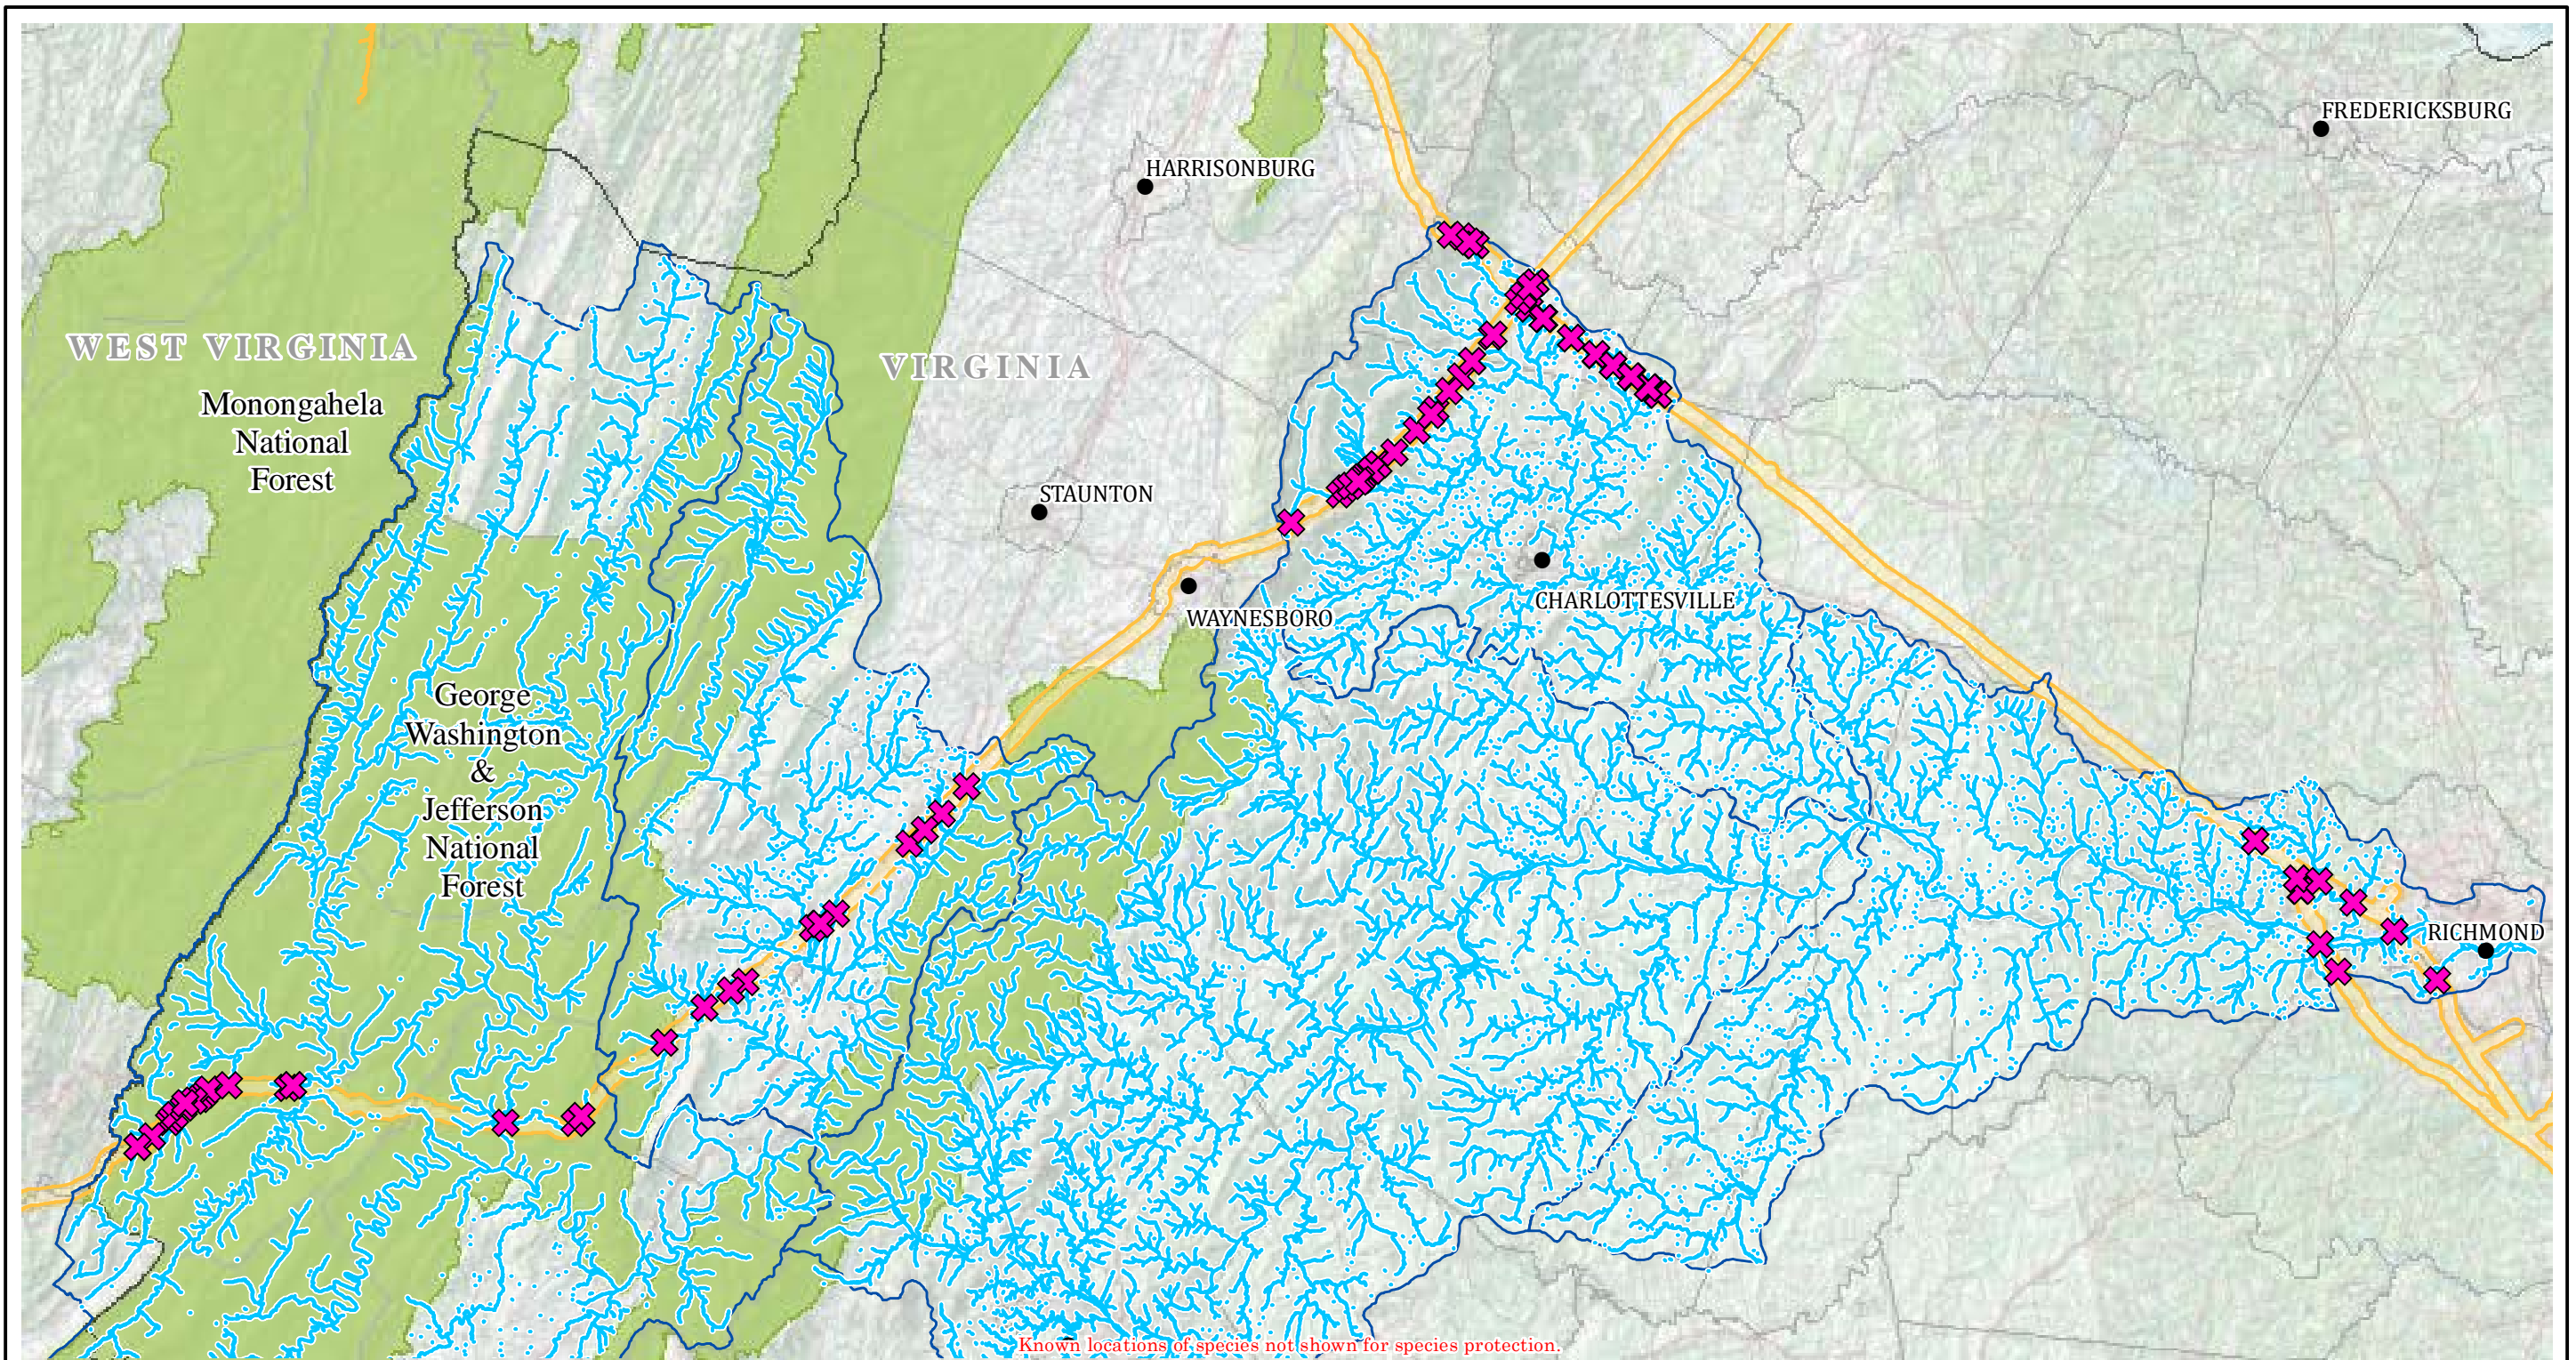 FREDERICKSBURG
HARRISONBURG
WEST VIRGINIA
VIRGINIA
Monongahela
National
Forest
STAUNTON
CHARLOTTESVILLE
WAYNESBORO
George
Washington
&
Jefferson
National
Forest
RICHMOND
Known locations of species not shown for species protection.